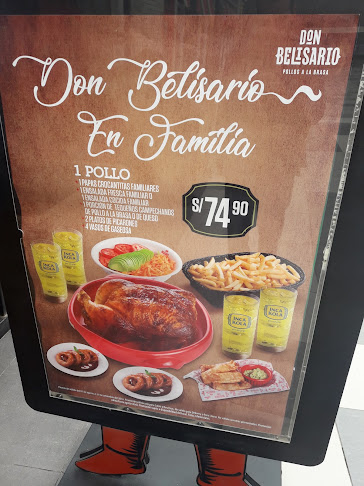 DON
BELISARIO
POLLOS A LA BRASA
Don Belisario
En Familia
1 POLLO
1 PAPAS CROCANTITAS FAMILIARES
1 ENSALADA FRESCA FAMILIAR O
1 ENSALADA COCIDA FAMILIAR
1 PORCIÓN DE TEQUEÑOS CAMPECHANOS
DE POLLO A LA BRASA O DE QUESO
2 PLATOS DE PICARONES
4 VASOS DE GASEOSA
S/74.90
INCA
KOLA
INCA
KOLA
INCA
KOLA
INCA
KOLA